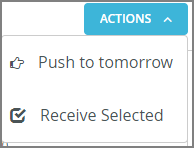 ACTIONS
Push to tomorrow
Receive Selected